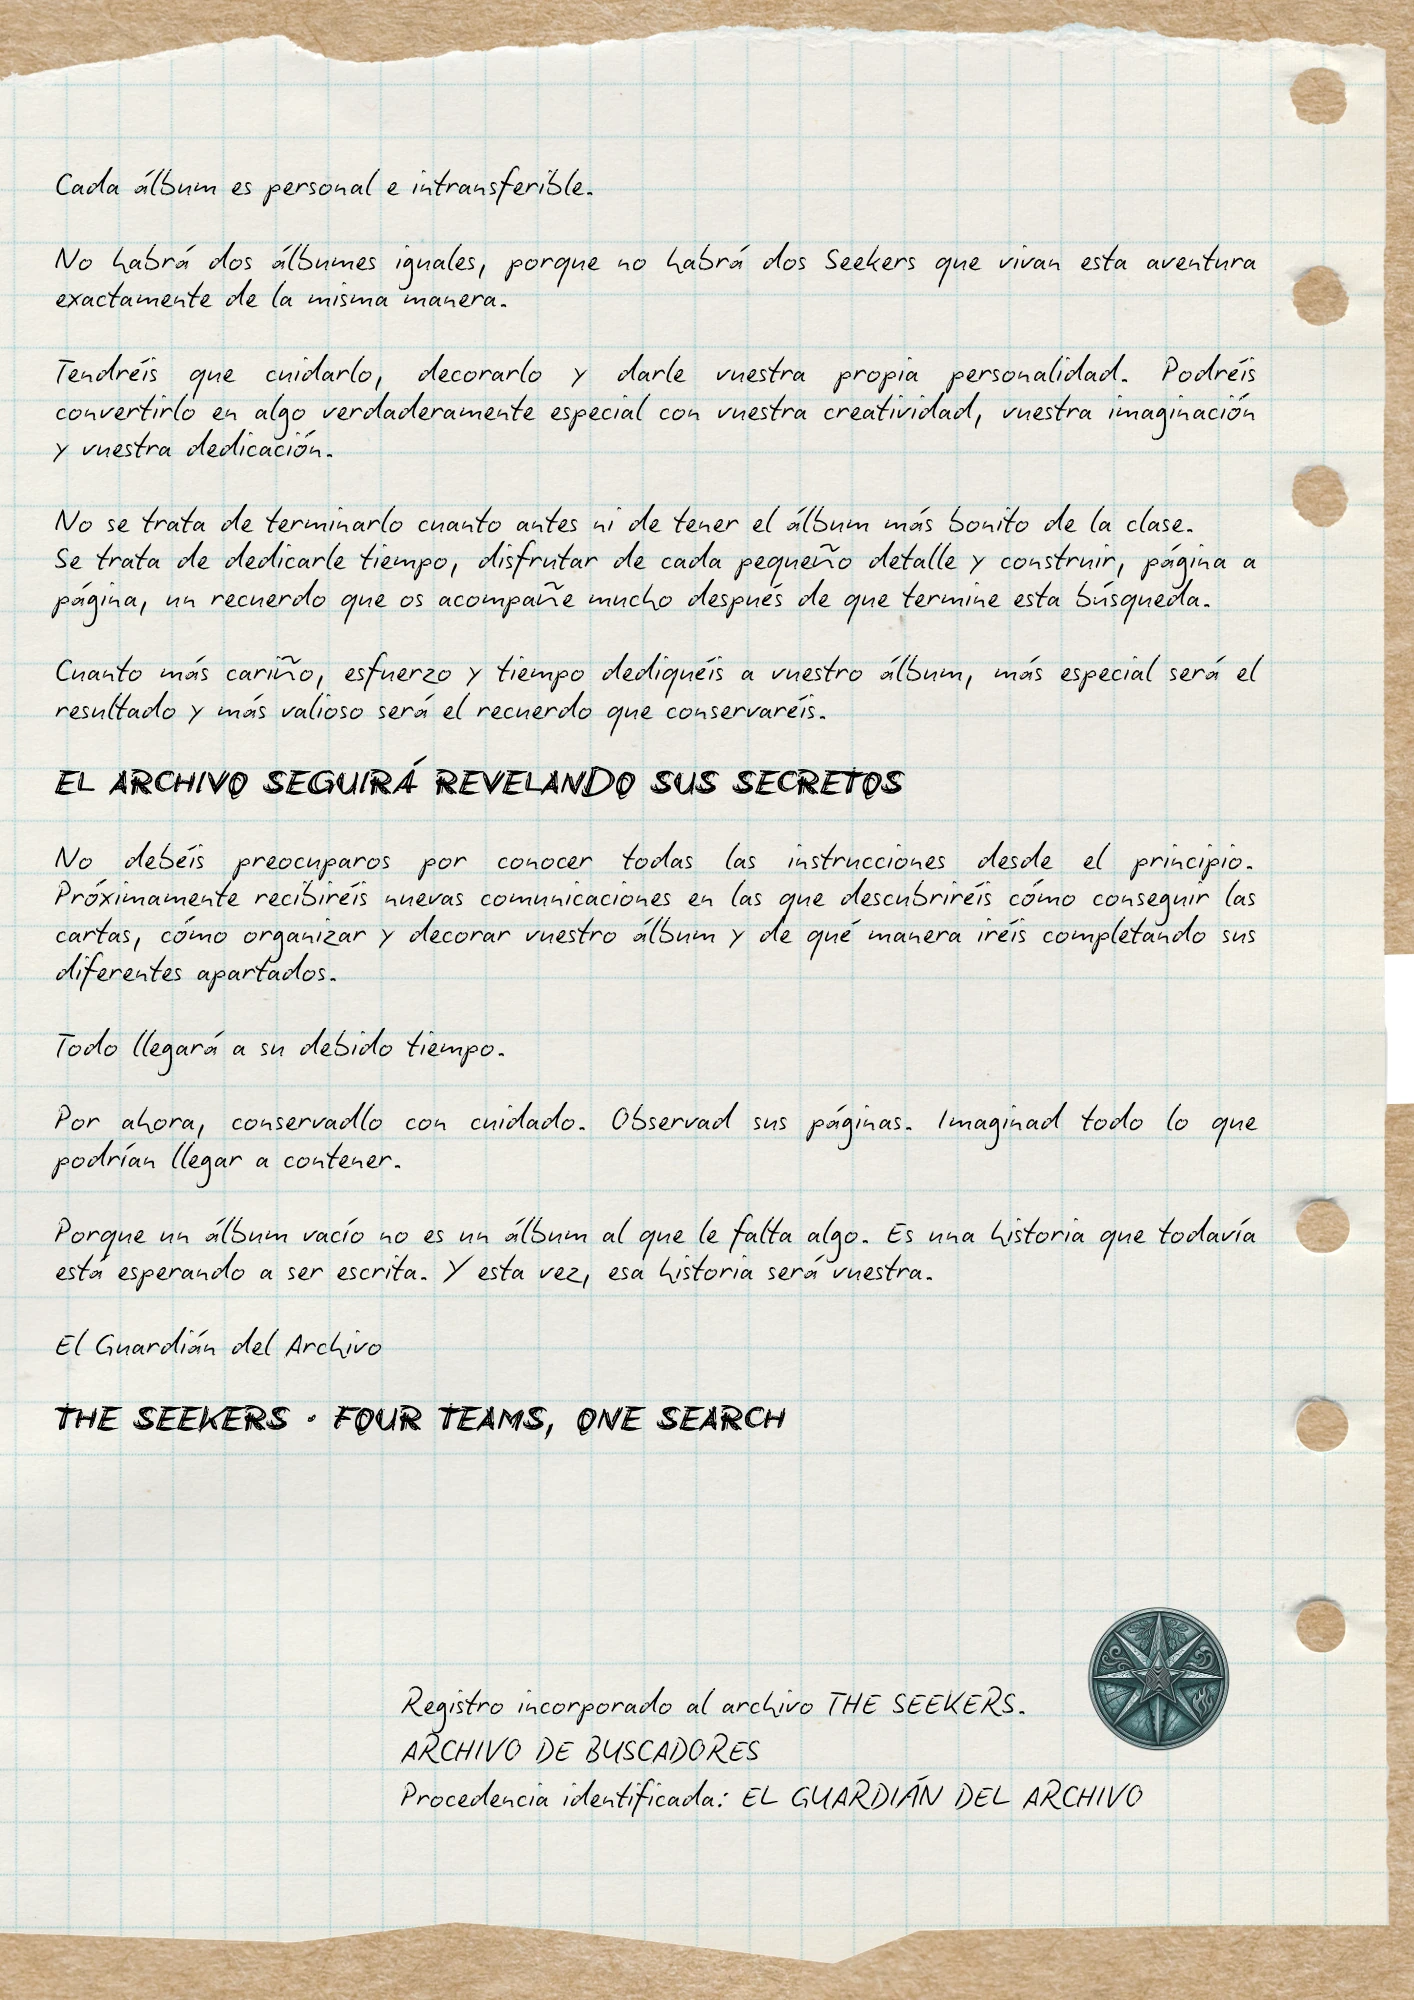 Cada álbum es personal e intransferible.
No habrá dos álbumes iguales, porque no habrá dos Seekers que vivan esta aventura
exactamente de la misma manera.
Tendréis que cuidarlo, decorarlo y darle vuestra propia personalidad. Podréis
convertirlo en algo verdaderamente especial con vuestra creatividad, vuestra imaginación
y vuestra dedicación.
No se trata de terminarlo cuanto antes ni de tener el álbum más bonito de la clase.
Se trata de dedicarle tiempo, disfrutar de cada pequeño detalle y construir, página a
página, un recuerdo que os acompañe mucho después de que termine esta búsqueda.
Cuanto más cariño, esfuerzo y tiempo dediquéis a vuestro álbum, más especial será el
resultado y más valioso será el recuerdo que conservaréis.
EL ARCHIVO SEGUIRÁ REVELANDO SUS SECRETOS
No debéis preocuparos por conocer todas las instrucciones desde el principio.
Próximamente recibiréis nuevas comunicaciones en las que descubriréis cómo conseguir las
cartas, cómo organizar y decorar vuestro álbum y de qué manera iréis completando sus
diferentes apartados.
Todo llegará a su debido tiempo.
Por ahora, conservadlo con cuidado. Observad sus páginas. Imaginad todo lo que
podrían llegar a contener.
Porque un álbum vacío no es un álbum al que le falta algo. Es una historia que todavía
está esperando a ser escrita. Y esta vez, esa historia será vuestra.
El Guardián del Archivo
THE SEEKERS · FOUR TEAMS, ONE SEARCH
Registro incorporado al archivo THE SEEKERS.
ARCHIVO DE BUSCADORES
Procedencia identificada: EL GUARDIÁN DEL ARCHIVO